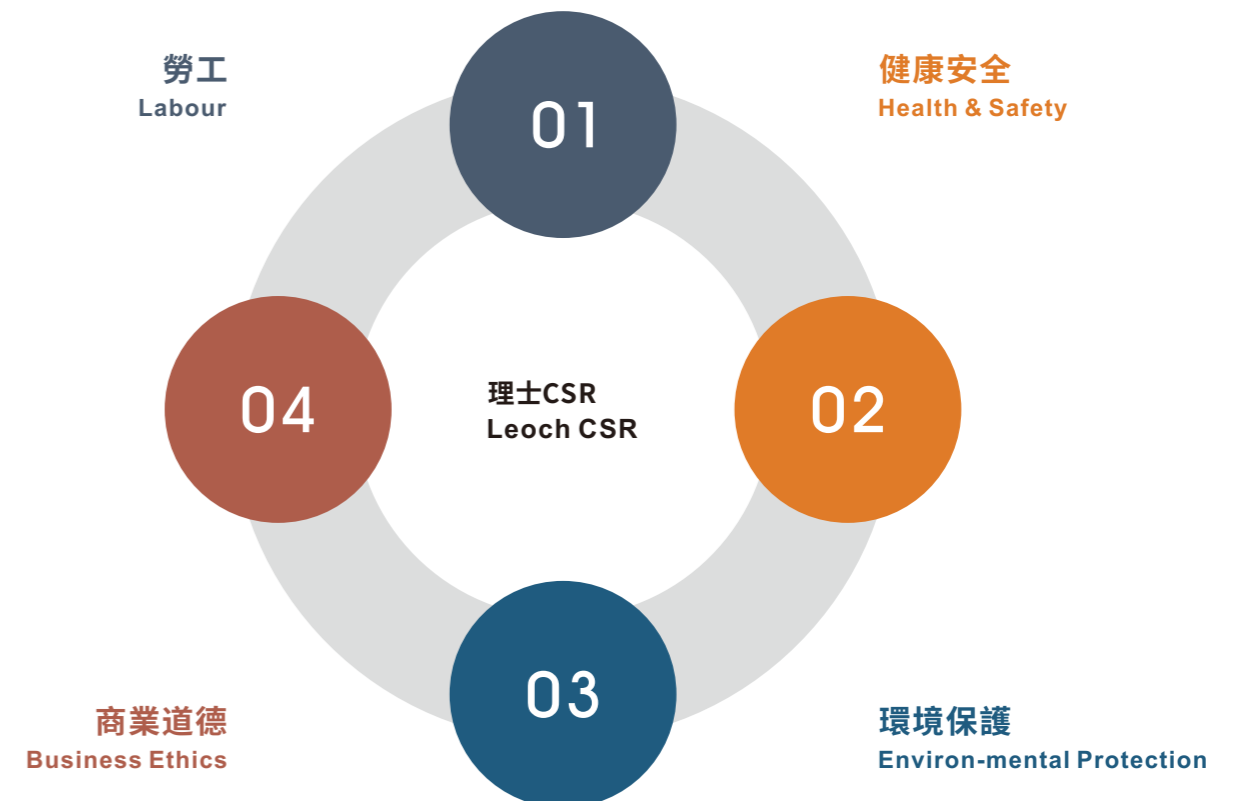 勞工
Labour
01
健康安全
Health & Safety
04
理士CSR
Leoch CSR
02
商業道德
Business Ethics
03
環境保護
Environ-mental Protection